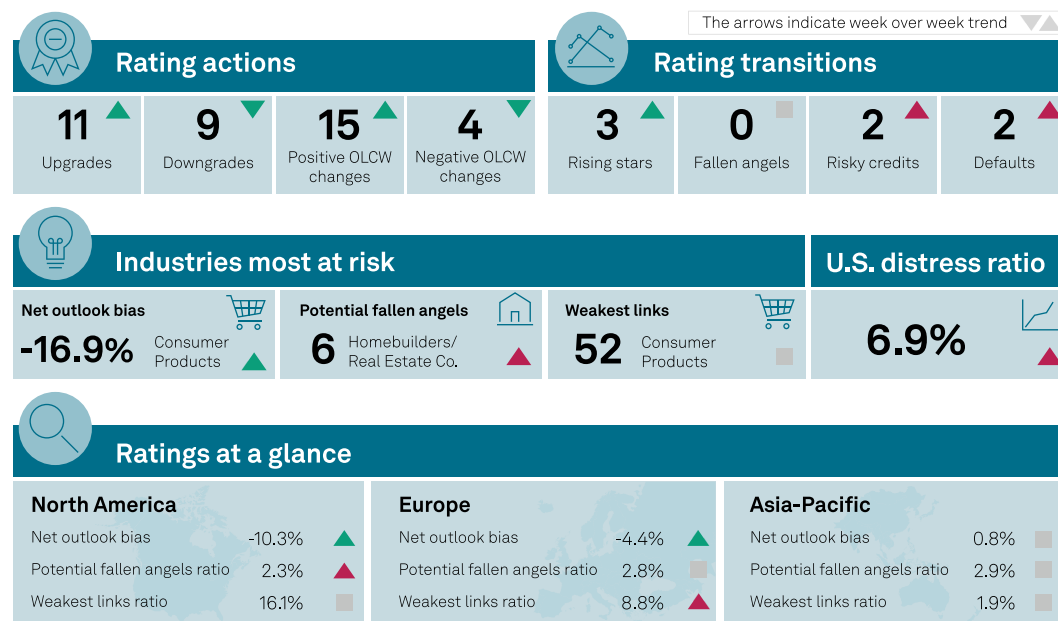 The arrows indicate week over week trend
Rating actions
Rating transitions
11
Upgrades
9
Downgrades
15
Positive OLCW
changes
4
Negative OLCW
changes
3
Rising stars
0
Fallen angels
2
Risky credits
2
Defaults
Industries most at risk
U.S. distress ratio
Net outlook bias
-16.9%
Consumer
Products
Potential fallen angels
6
Homebuilders/
Real Estate Co.
Weakest links
52
Consumer
Products
6.9%
Ratings at a glance
North America
Net outlook bias -10.3%
Potential fallen angels ratio 2.3%
Weakest links ratio 16.1%
Europe
Net outlook bias -4.4%
Potential fallen angels ratio 2.8%
Weakest links ratio 8.8%
Asia-Pacific
Net outlook bias 0.8%
Potential fallen angels ratio 2.9%
Weakest links ratio 1.9%